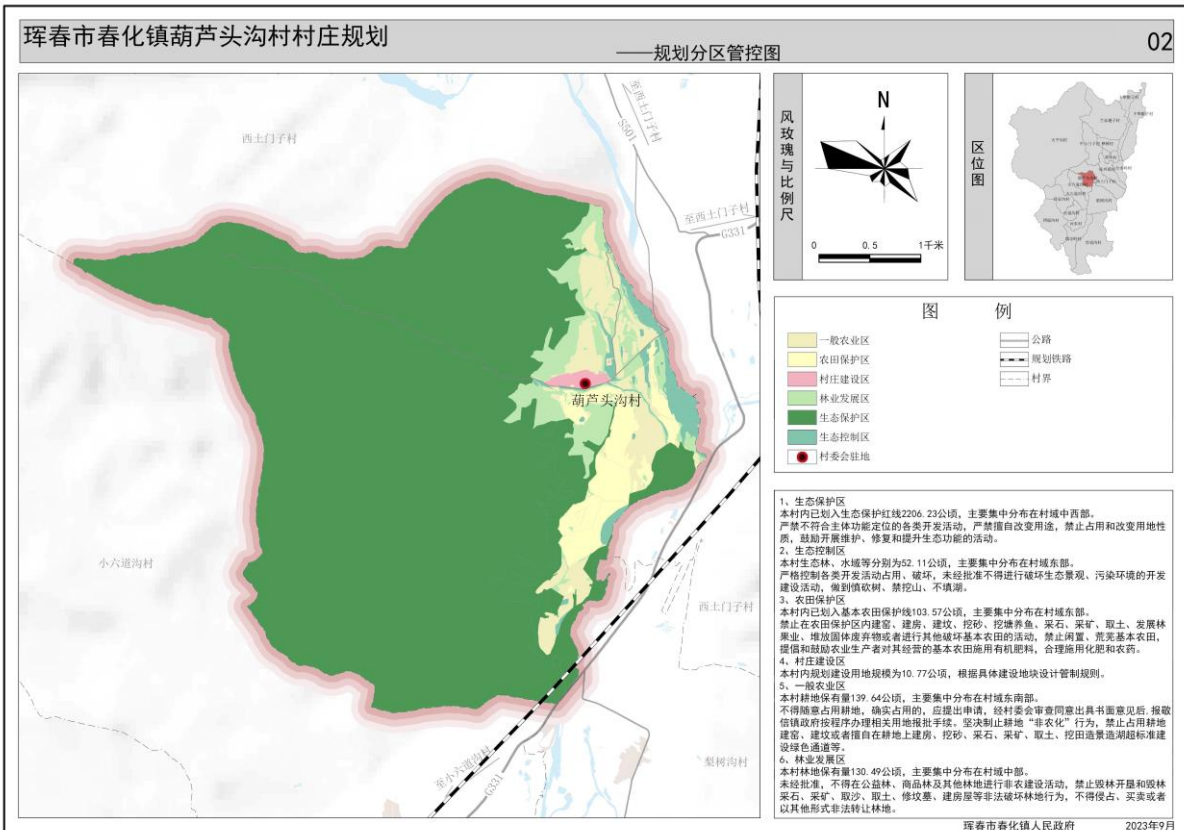 珲春市春化镇葫芦头沟村村庄规划
——规划分区管控图
02
西土门子村
至西土门子村
S501
至西土门子村
G331
葫芦头沟村
小六道沟村
西土门子村
至小六道沟村
G331
梨树沟村
风玫瑰与比例尺
N
0 0.5 1千米
区位图
图 例
一般农业区
农田保护区
村庄建设区
林业发展区
生态保护区
生态控制区
村委会驻地
公路
规划铁路
村界
1、生态保护区
本村内已划入生态保护红线2206.23公顷，主要集中分布在村域中西部。
严禁不符合主体功能定位的各类开发活动，严禁擅自改变用途，禁止占用和改变用地性
质，鼓励开展维护、修复和提升生态功能的活动。
2、生态控制区
本村生态林、水域等分别为52.11公顷，主要集中分布在村域东部。
严格控制各类开发活动占用、破坏，未经批准不得进行破坏生态景观、污染环境的开发
建设活动，做到慎砍树、禁挖山、不填湖。
3、农田保护区
本村内已划入基本农田保护线103.57公顷，主要集中分布在村域东部。
禁止在农田保护区内建窑、建房、建坟、挖砂、挖塘养鱼、采石、采矿、取土、发展林
果业、堆放固体废弃物或者进行其他破坏基本农田的活动，禁止闲置、荒芜基本农田，
提倡和鼓励农业生产者对其经营的基本农田施用有机肥料，合理施用化肥和农药。
4、村庄建设区
本村内规划建设用地规模为10.77公顷，根据具体建设地块设计管制规则。
5、一般农业区
本村耕地保有量139.64公顷，主要集中分布在村域东南部。
不得随意占用耕地，确实占用的，应提出申请，经村委会审查同意出具书面意见后.报敬
信镇政府按程序办理相关用地报批手续。坚决制止耕地“非农化”行为，禁止占用耕地
建窑、建坟或者擅自在耕地上建房、挖砂、采石、采矿、取土、挖田造景造湖超标准建
设绿色通道等。
6、林业发展区
本村林地保有量130.49公顷，主要集中分布在村域中部。
未经批准，不得在公益林、商品林及其他林地进行非农建设活动，禁止毁林开垦和毁林
采石、采矿、取沙、取土、修坟墓、建房屋等非法破坏林地行为，不得侵占、买卖或者
以其他形式非法转让林地。
珲春市春化镇人民政府 2023年9月